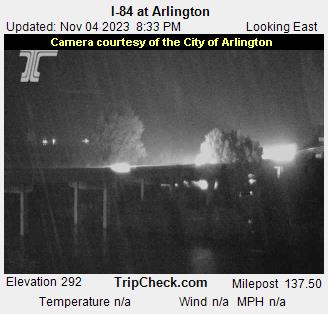 I-84 at Arlington
Updated: Nov 04 2023 8:33 PM Looking East
Camera courtesy of the City of Arlington
Elevation 292 TripCheck.com Milepost 137.50
Temperature n/a Wind n/a MPH n/a